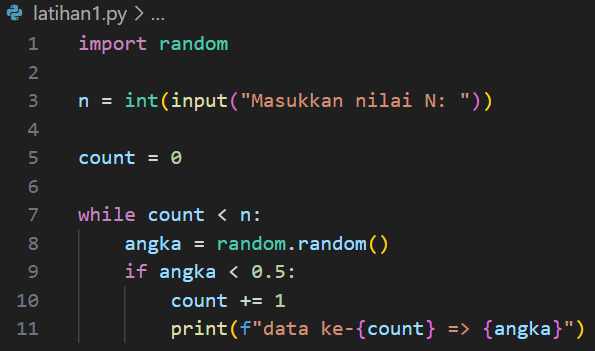 latihan1.py > ...
1 import random
2
3 n = int(input("Masukkan nilai N: "))
4
5 count = 0
6
7 while count < n:
8     angka = random.random()
9     if angka < 0.5:
10         count += 1
11         print(f"data ke-{count} => {angka}")